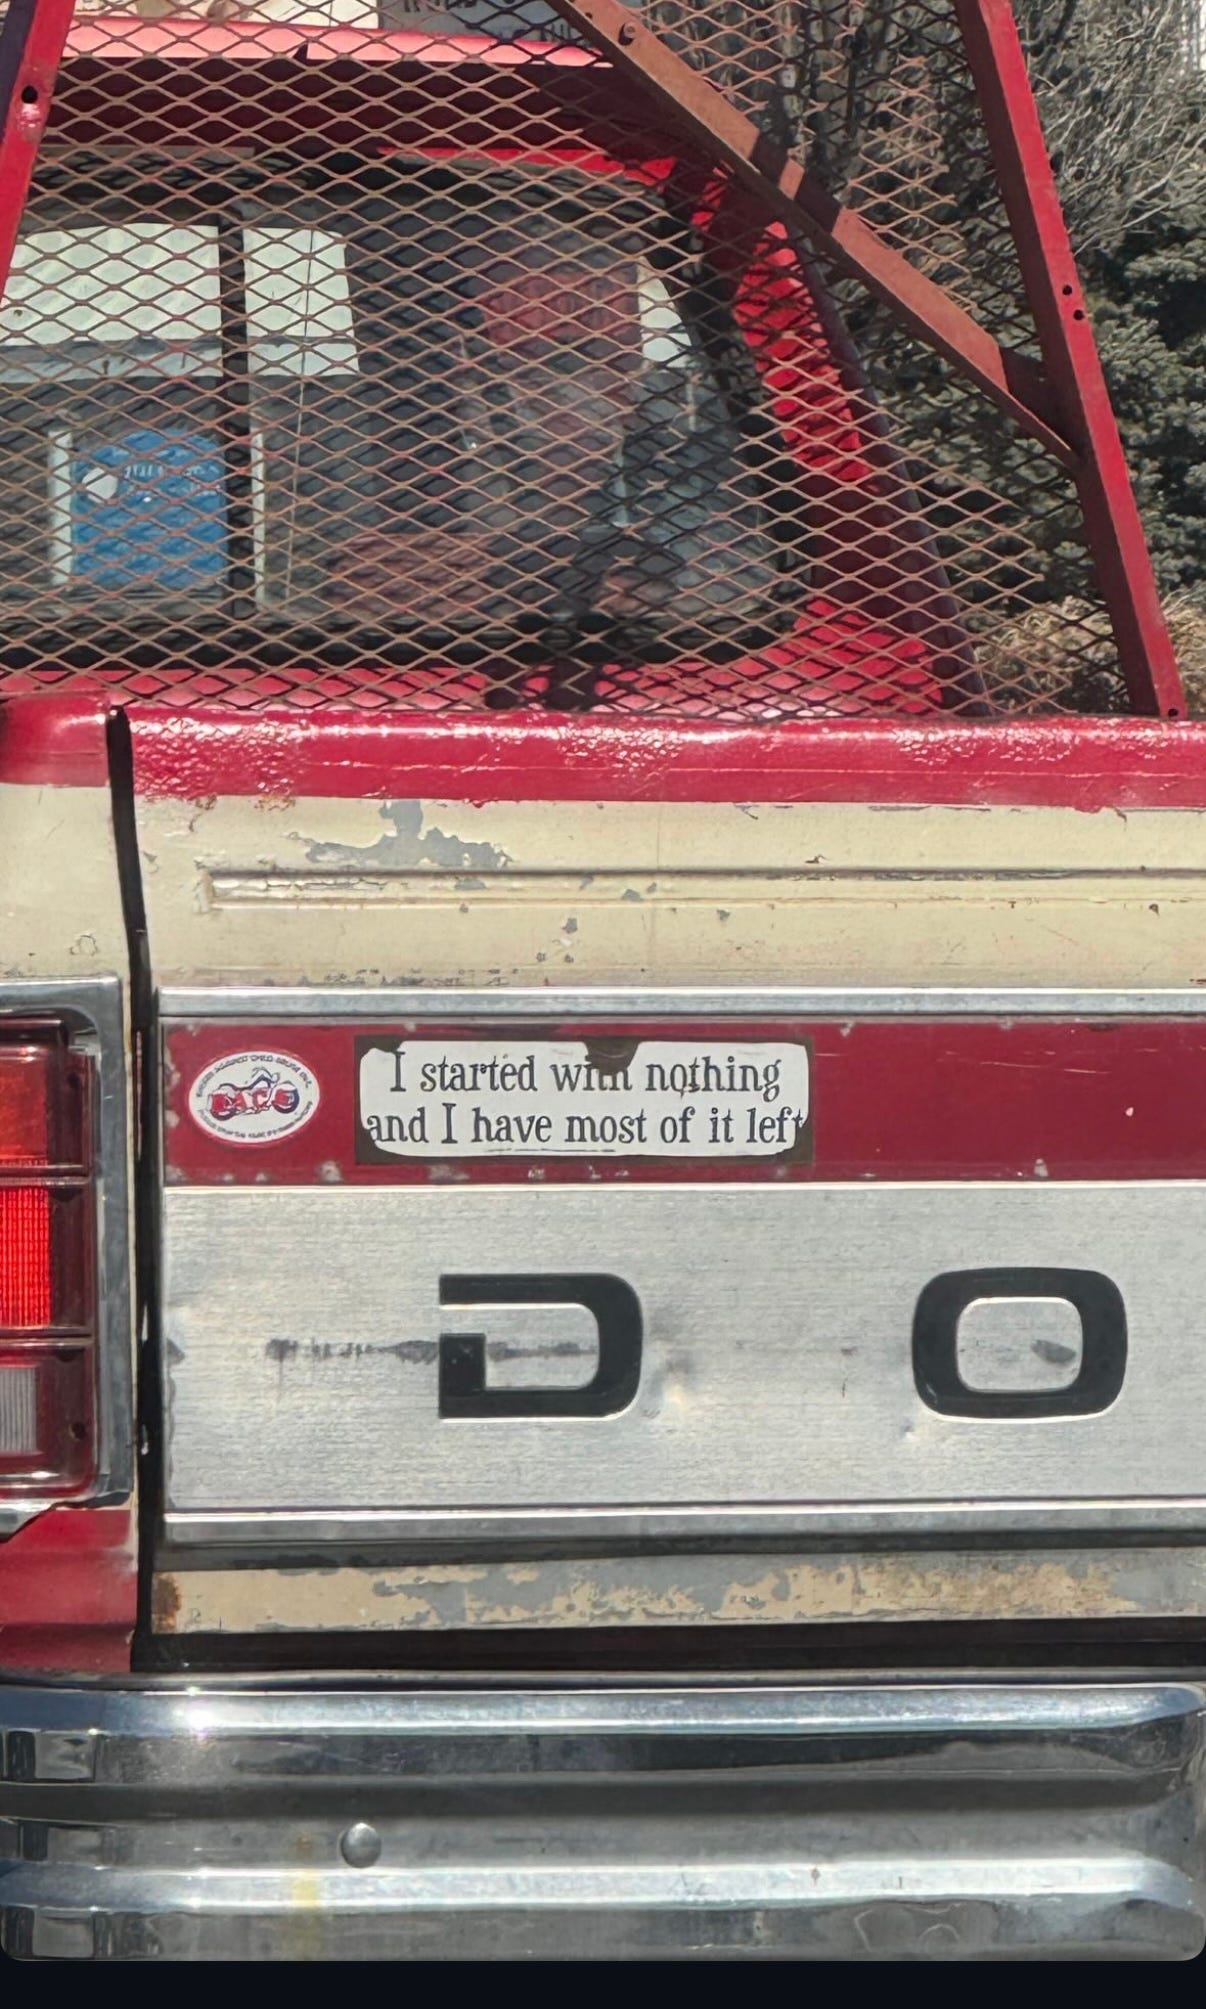 I started with nothing
and I have most of it left
D O